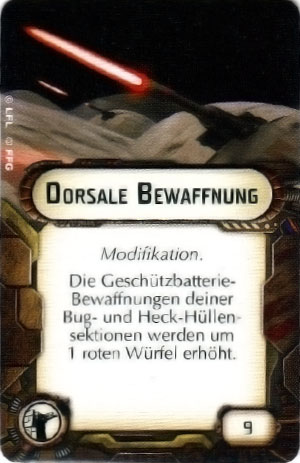 © LFL © FFG
DORSALE BEWAFFNUNG
Modifikation.
Die Geschützbatterie-
Bewaffnungen deiner
Bug- und Heck-Hüllen-
sektionen werden um
1 roten Würfel erhöht.
9